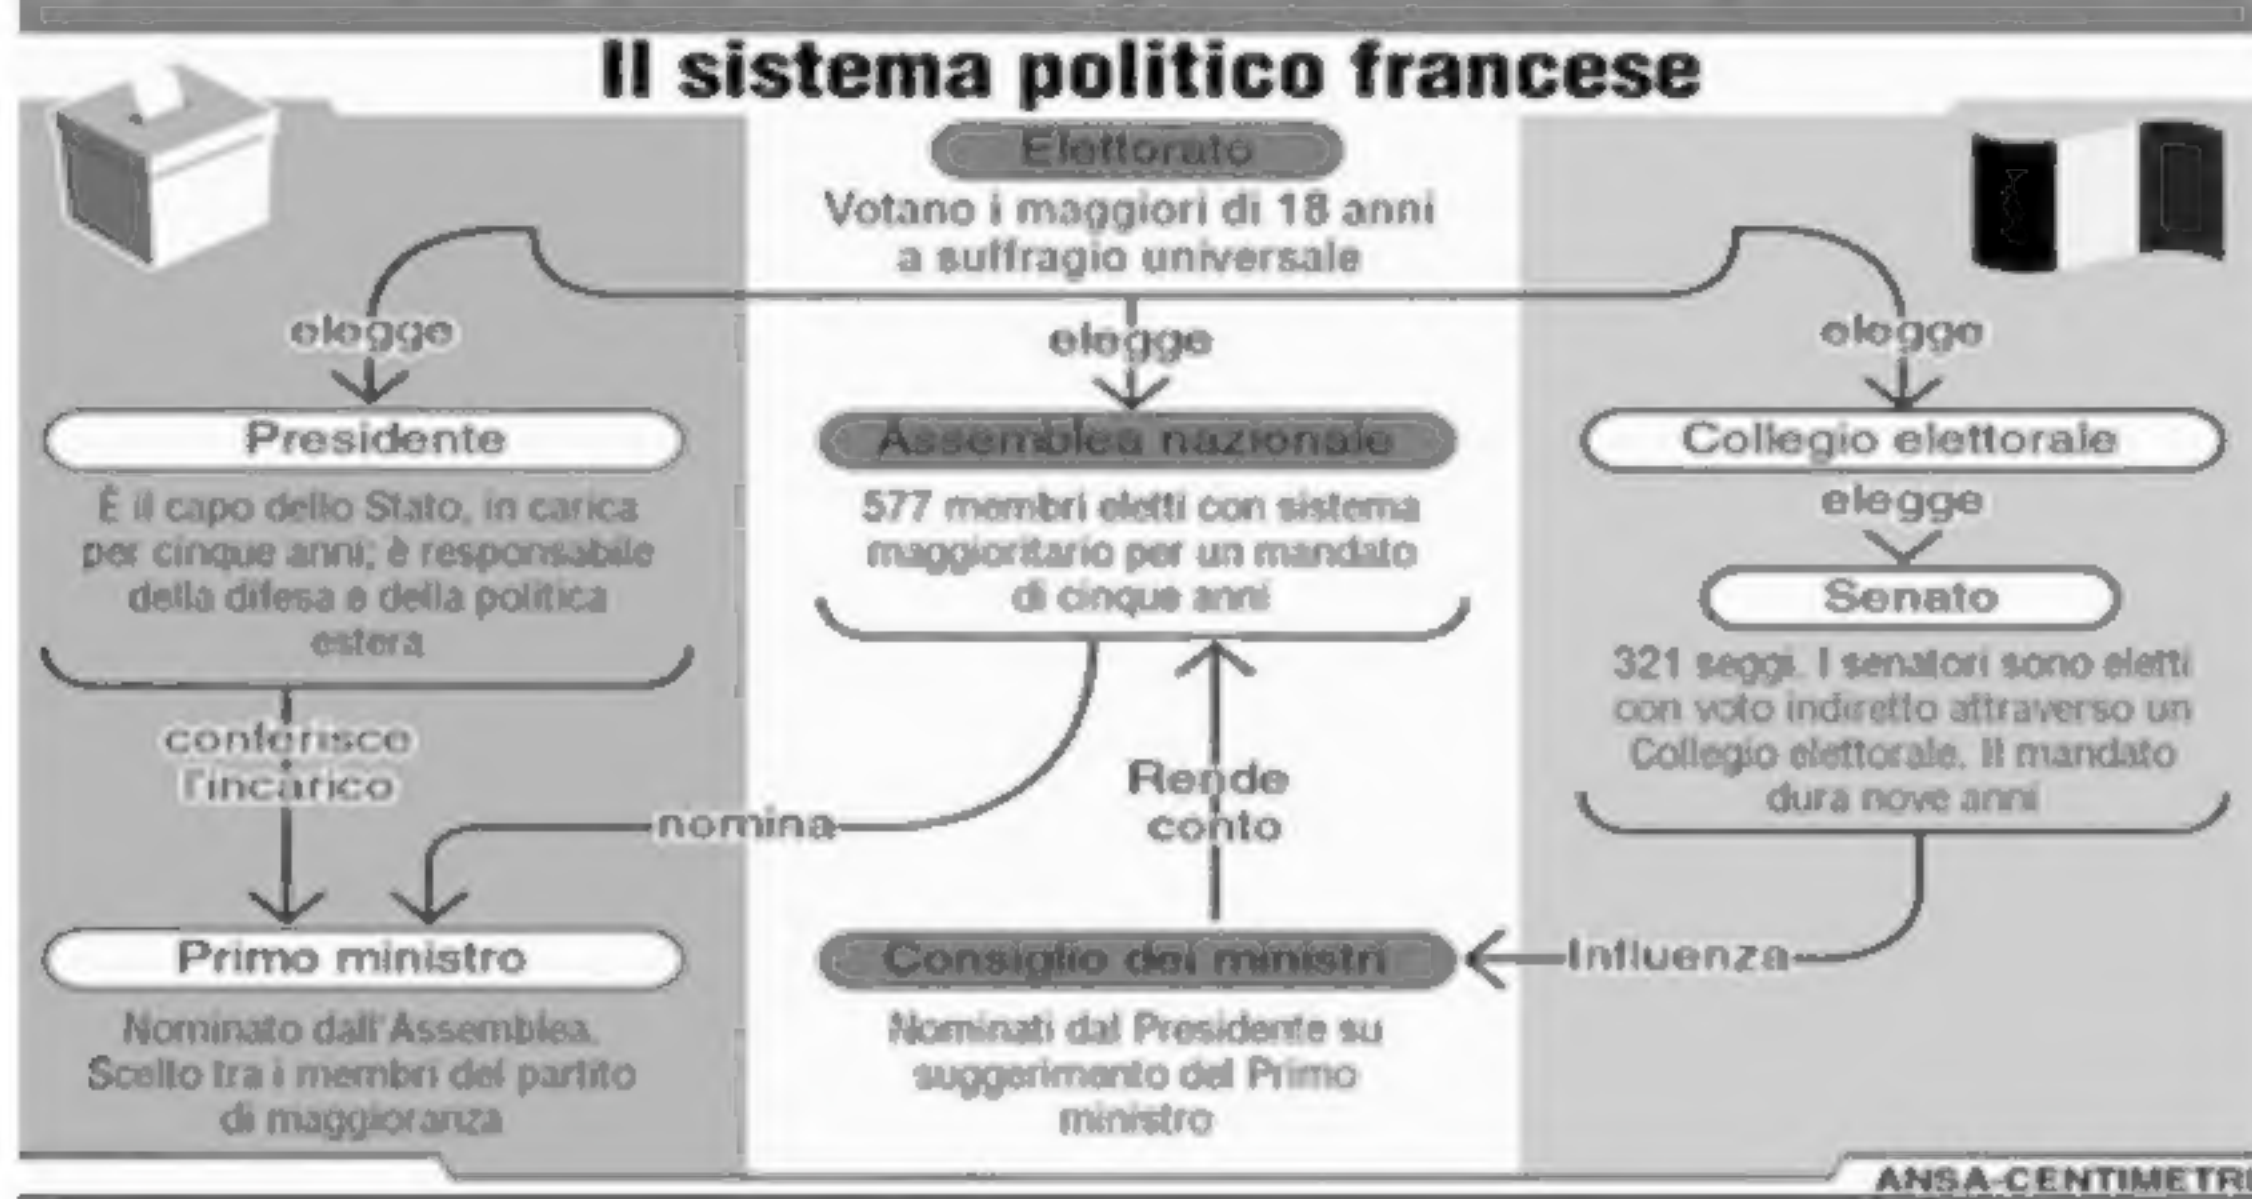 Il sistema politico francese
Elettorato
Votano i maggiori di 18 anni
a suffragio universale
elegge
elegge
elegge
Presidente
È il capo dello Stato, in carica
per cinque anni; è responsabile
della difesa e della politica
estera
Assemblea nazionale
577 membri eletti con sistema
maggioritario per un mandato
di cinque anni
Collegio elettorale
elegge
Senato
321 seggi. I senatori sono eletti
con voto indiretto attraverso un
Collegio elettorale. Il mandato
dura nove anni
conferisce
l'incarico
nomina
Rende
conto
Influenza
Primo ministro
Nominato dall'Assemblea.
Scelto tra i membri del partito
di maggioranza
Consiglio dei ministri
Nominati dal Presidente su
suggerimento del Primo
ministro
ANSA-CENTIMETRI